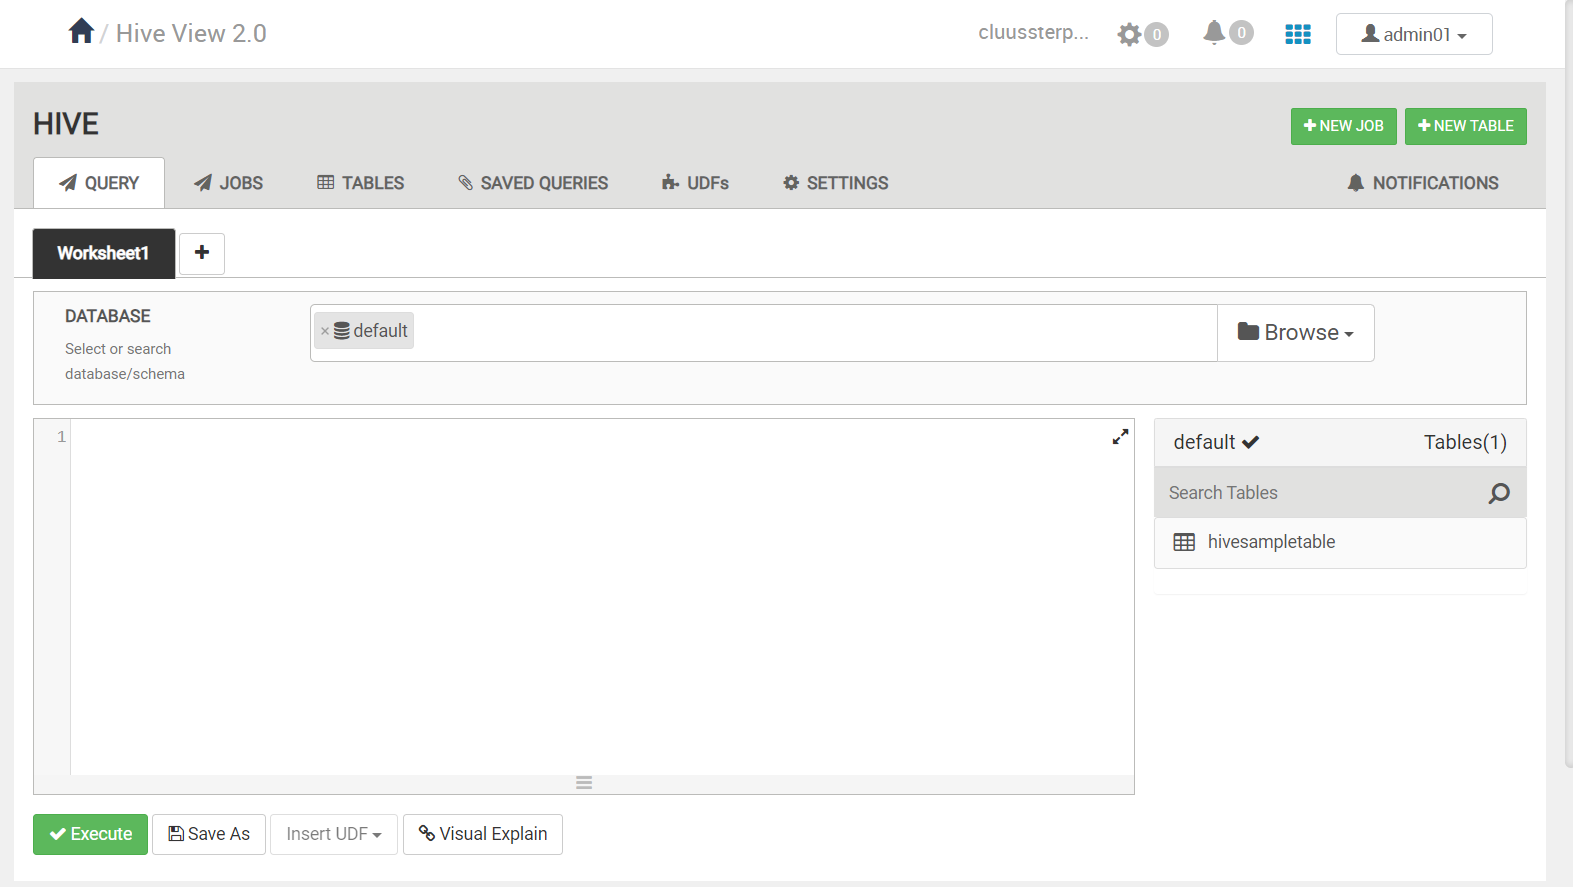 / Hive View 2.0
cluussterp... 0 0 admin01
HIVE
NEW JOB NEW TABLE
QUERY JOBS TABLES SAVED QUERIES UDFs SETTINGS NOTIFICATIONS
Worksheet1 +
DATABASE
Select or search
database/schema
× default
Browse
1
default Tables(1)
Search Tables
hivesampletable
Execute Save As Insert UDF Visual Explain